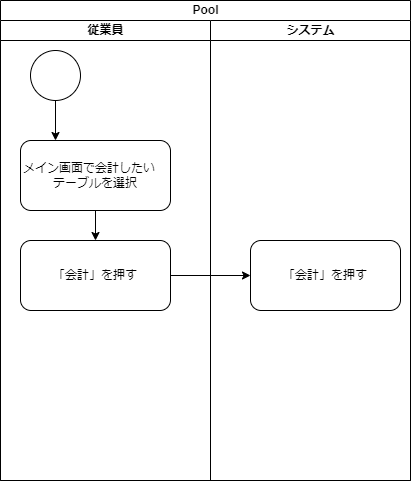 Pool
従業員
システム
メイン画面で会計したい
テーブルを選択
「会計」を押す
「会計」を押す